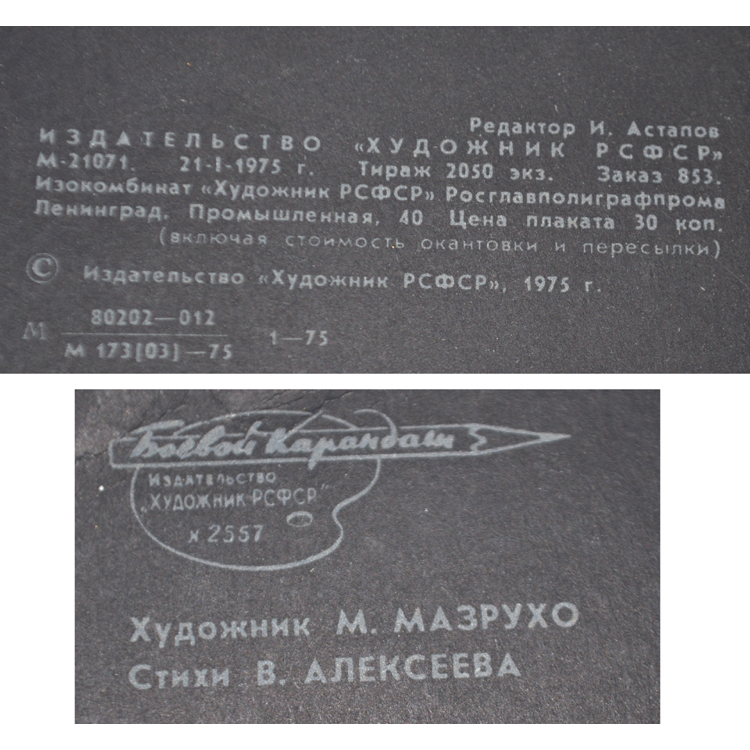 Редактор И. Астапов
ИЗДАТЕЛЬСТВО «ХУДОЖНИК РСФСР»
М-21071. 21-I-1975 г. Тираж 2050 экз. Заказ 853.
Изокомбинат «Художник РСФСР» Росглавполиграфпрома
Ленинград, Промышленная, 40 Цена плаката 30 коп.
(включая стоимость окантовки и пересылки)
© Издательство «Художник РСФСР», 1975 г.
М 80202—012
М 173[03]—75 1—75
Боевой Карандаш
Издательство
„ХУДОЖНИК РСФСР"
х 2557
Художник М. МАЗРУХО
Стихи В. АЛЕКСЕЕВА